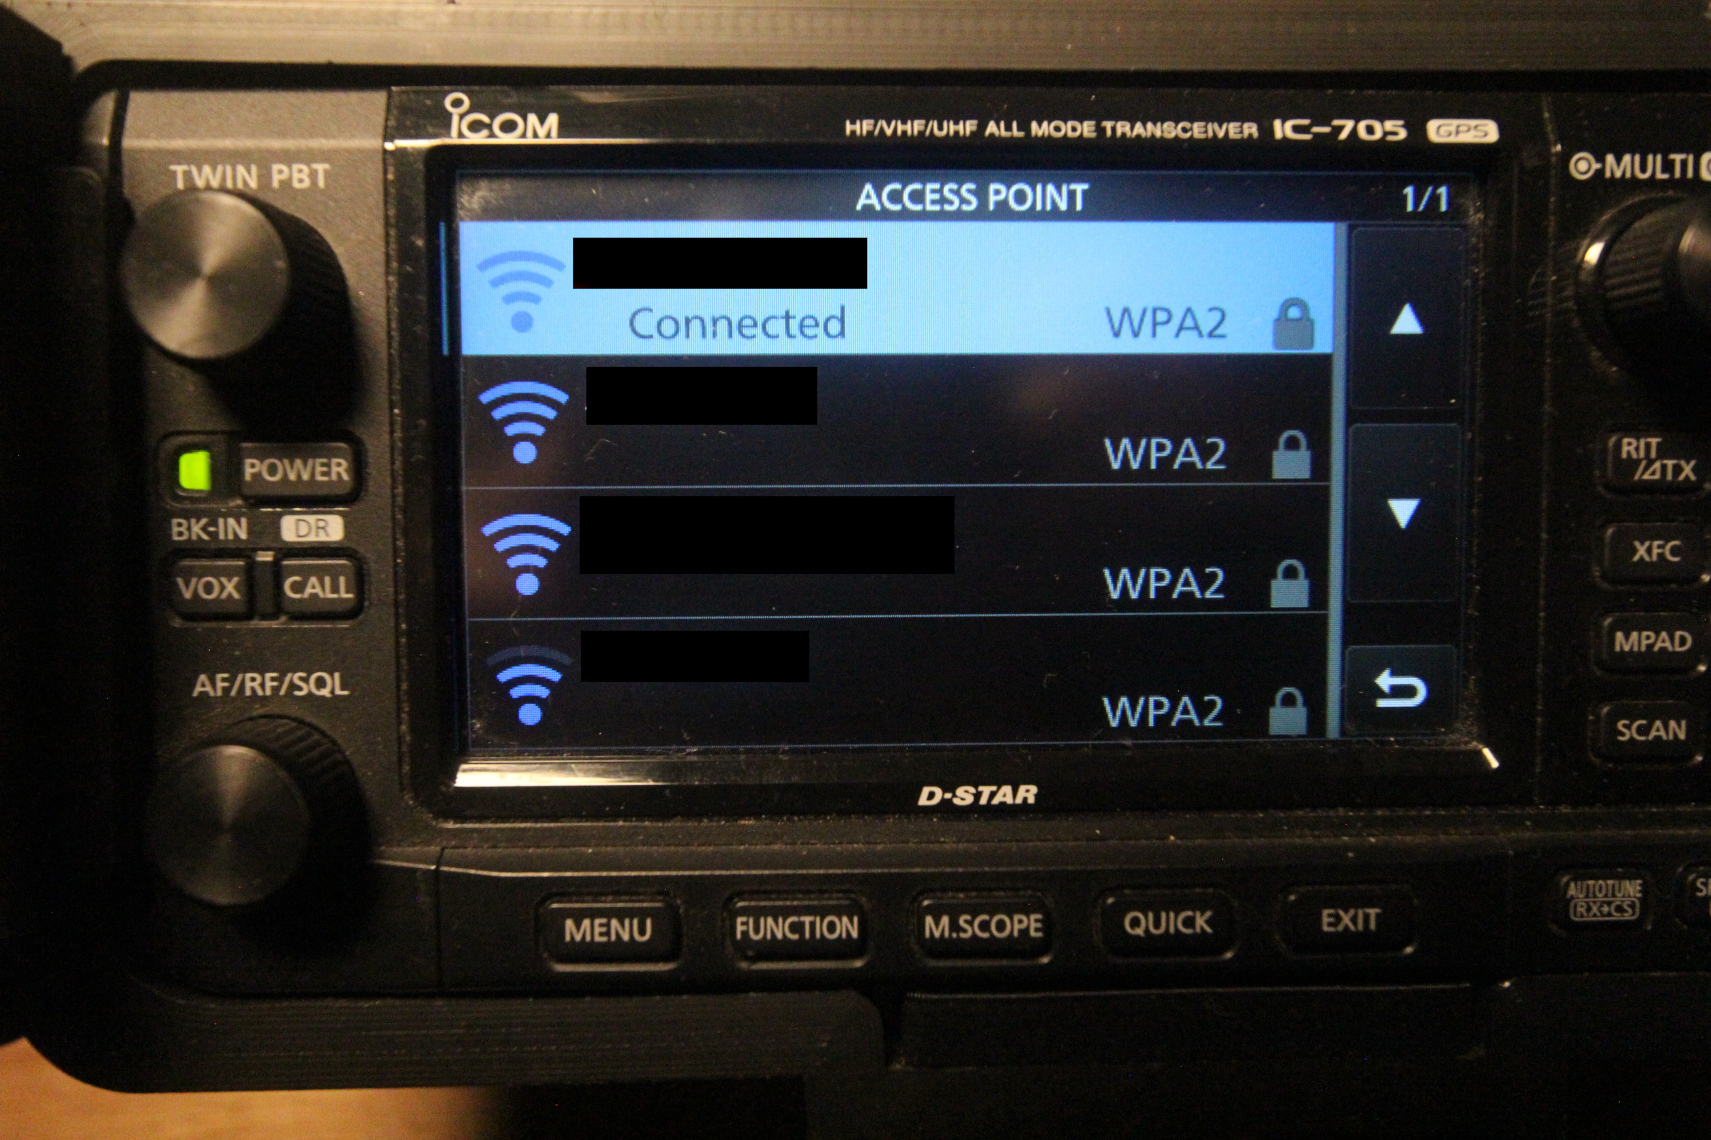 ICOM
HF/VHF/UHF ALL MODE TRANSCEIVER IC-705 GPS
TWIN PBT
MULTI
ACCESS POINT 1/1
Connected WPA2
WPA2
WPA2
WPA2
POWER
BK-IN DR
VOX CALL
AF/RF/SQL
RIT
/⊿TX
XFC
MPAD
SCAN
D-STAR
MENU FUNCTION M.SCOPE QUICK EXIT
AUTOTUNE
RX→CS